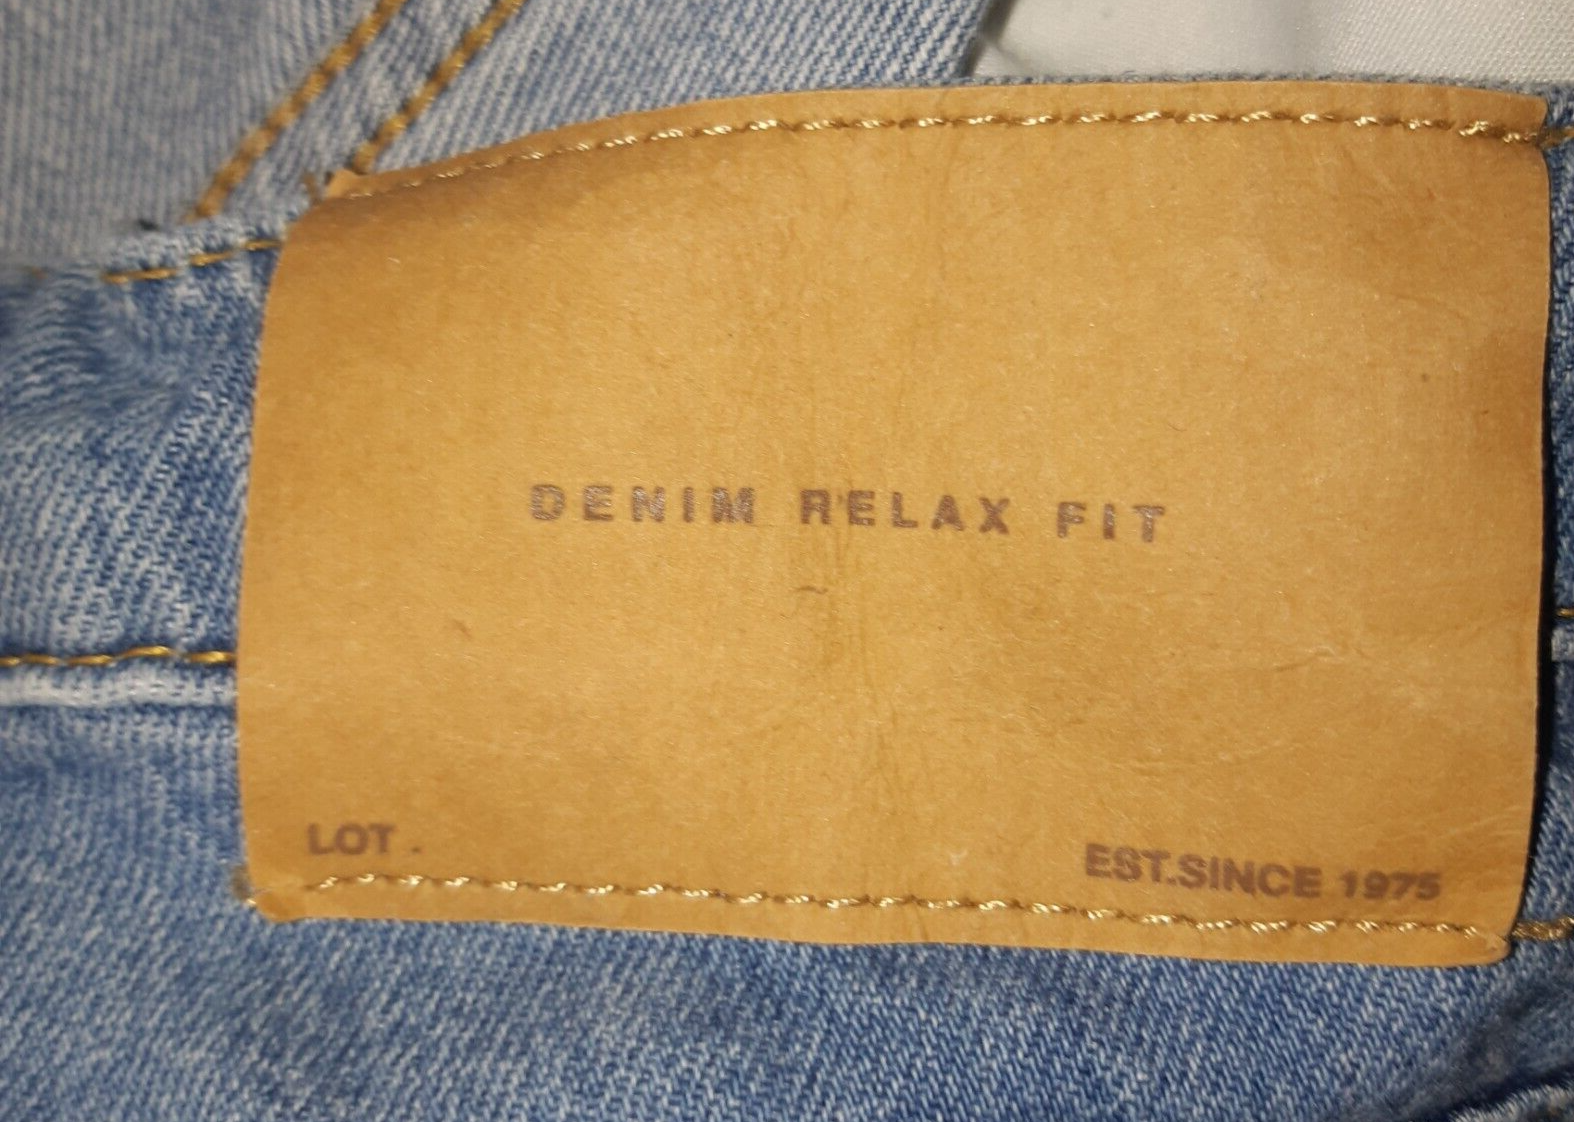 DENIM RELAX FIT
LOT .
EST.SINCE 1975